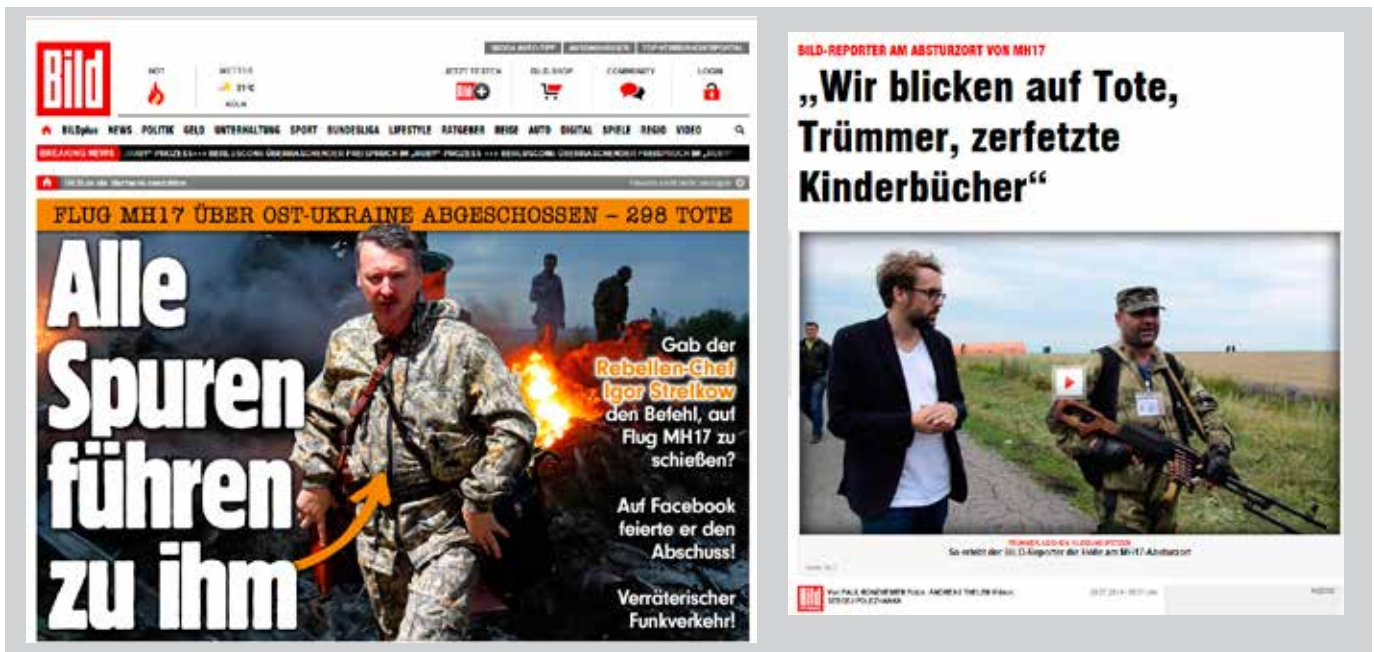 Bild
HOT
WETTER
21°C
KÖLN
JETZT TESTEN
BILD SHOP
COMMUNITY
LOGIN
BILDplus NEWS POLITIK GELD UNTERHALTUNG SPORT BUNDESLIGA LIFESTYLE RATGEBER REISE AUTO DIGITAL SPIELE REGIO VIDEO
BREAKING NEWS
FLUG MH17 ÜBER OST-UKRAINE ABGESCHOSSEN – 298 TOTE
Alle
Spuren
führen
zu ihm
Gab der
Rebellen-Chef
Igor Strelkow
den Befehl, auf
Flug MH17 zu
schießen?
Auf Facebook
feierte er den
Abschuss!
Verräterischer
Funkverkehr!
BILD-REPORTER AM ABSTURZORT VON MH17
„Wir blicken auf Tote,
Trümmer, zerfetzte
Kinderbücher“
So erlebt der BILD-Reporter die Hölle am MH17-Absturzort
Bild